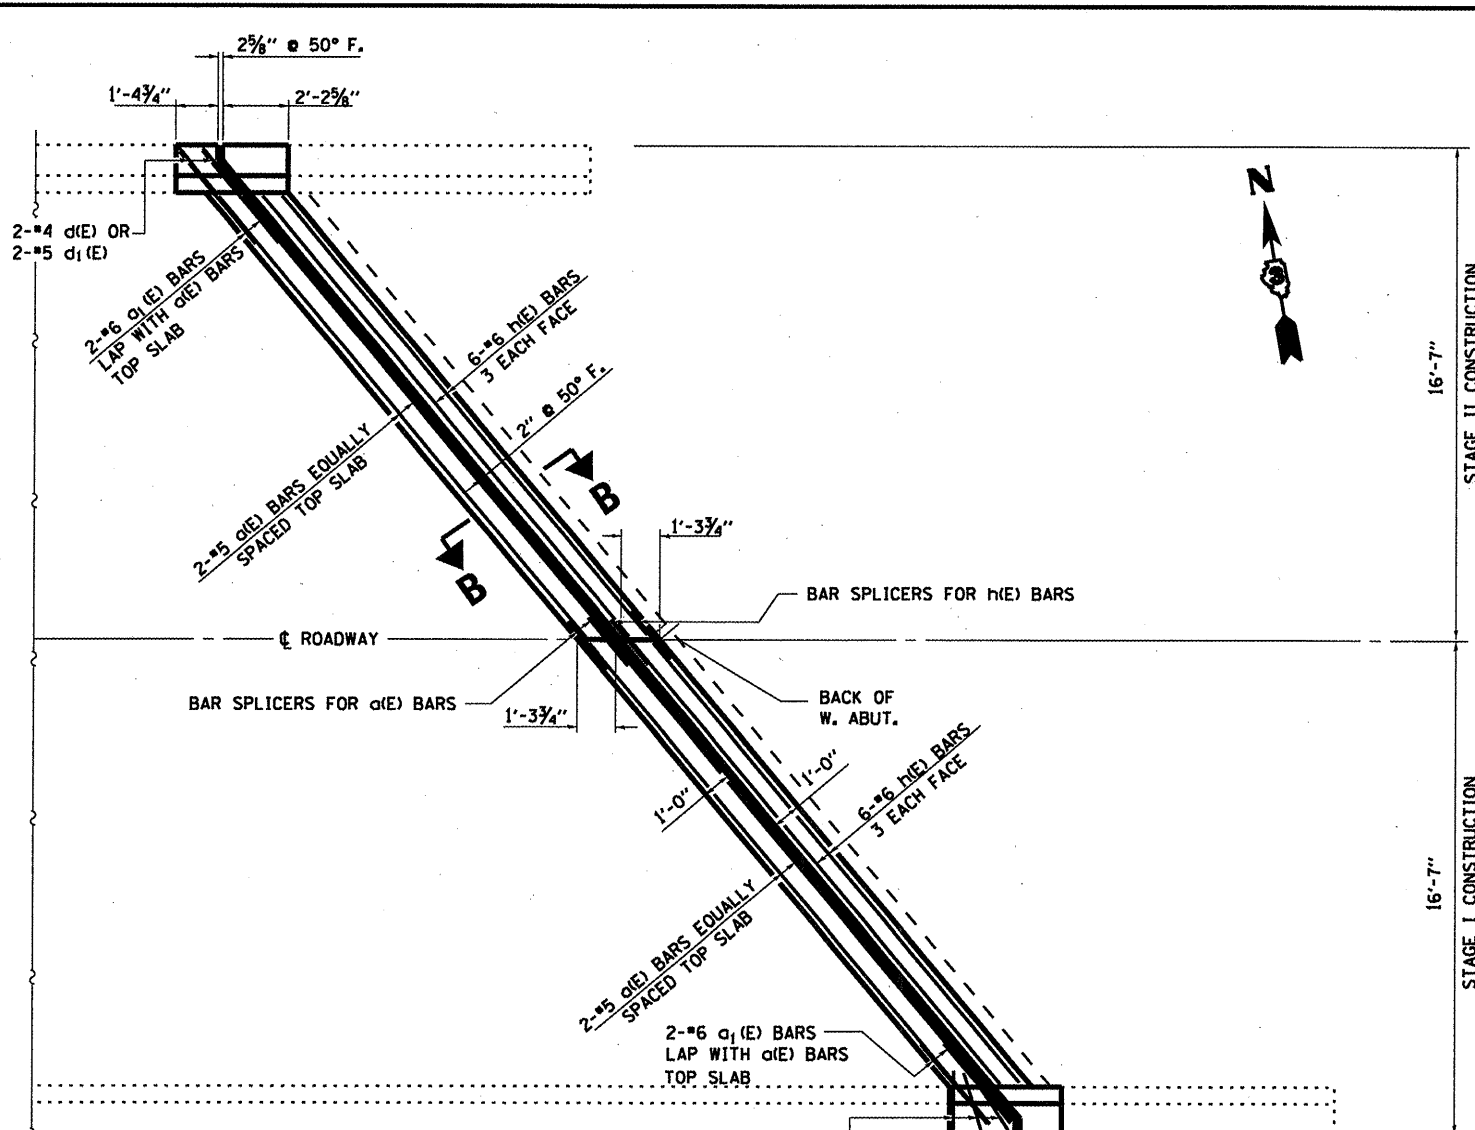 2⅝" @ 50° F.
1'-4¾"
2'-2⅝"
2-#4 d(E) OR
2-#5 d₁(E)
2-#6 a₁(E) BARS
LAP WITH a(E) BARS
TOP SLAB
6-#6 h(E) BARS
3 EACH FACE
2" @ 50° F.
2-#5 a(E) BARS EQUALLY
SPACED TOP SLAB
B
B
N
3
16'-7"
STAGE II CONSTRUCTION
1'-3¾"
BAR SPLICERS FOR h(E) BARS
℄ ROADWAY
BAR SPLICERS FOR a(E) BARS
1'-3¾"
BACK OF
W. ABUT.
1'-0"
1'-0"
6-#6 h(E) BARS
3 EACH FACE
2-#5 a(E) BARS EQUALLY
SPACED TOP SLAB
16'-7"
STAGE I CONSTRUCTION
2-#6 a₁(E) BARS
LAP WITH a(E) BARS
TOP SLAB